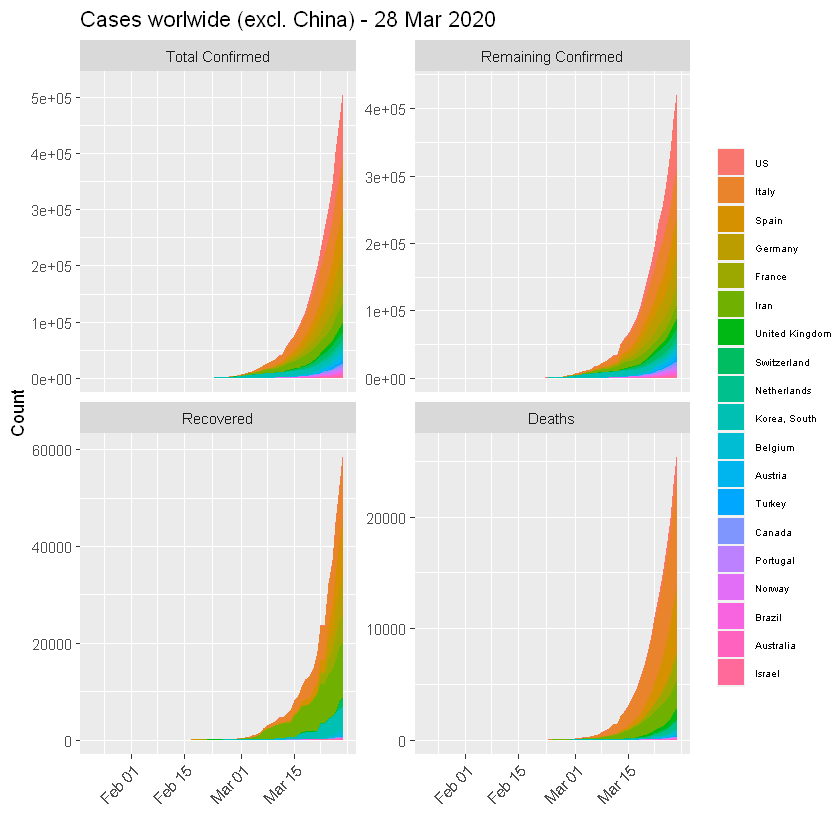 Cases worlwide (excl. China) - 28 Mar 2020
Total Confirmed
Remaining Confirmed
5e+05
4e+05
3e+05
2e+05
1e+05
0e+00
4e+05
3e+05
2e+05
1e+05
0e+00
Count
Recovered
Deaths
60000
40000
20000
0
20000
10000
0
Feb 01
Feb 15
Mar 01
Mar 15
Feb 01
Feb 15
Mar 01
Mar 15
US
Italy
Spain
Germany
France
Iran
United Kingdom
Switzerland
Netherlands
Korea, South
Belgium
Austria
Turkey
Canada
Portugal
Norway
Brazil
Australia
Israel